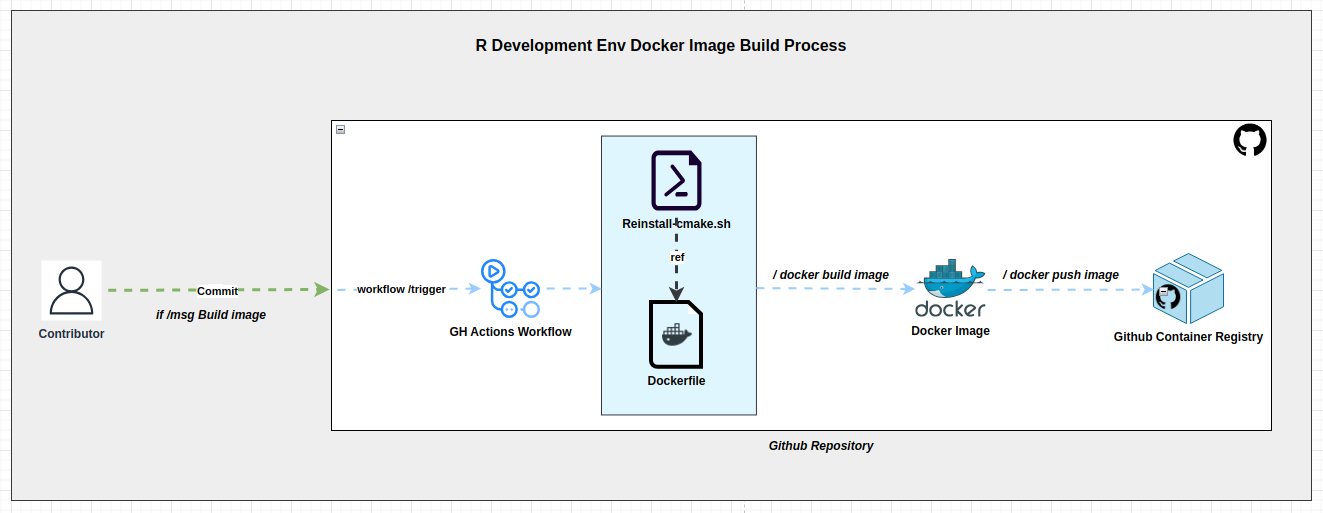 R Development Env Docker Image Build Process
Reinstall-cmake.sh
ref
Commit
if /msg Build image
Contributor
workflow /trigger
GH Actions Workflow
Dockerfile
/ docker build image
docker
Docker Image
/ docker push image
Github Container Registry
Github Repository